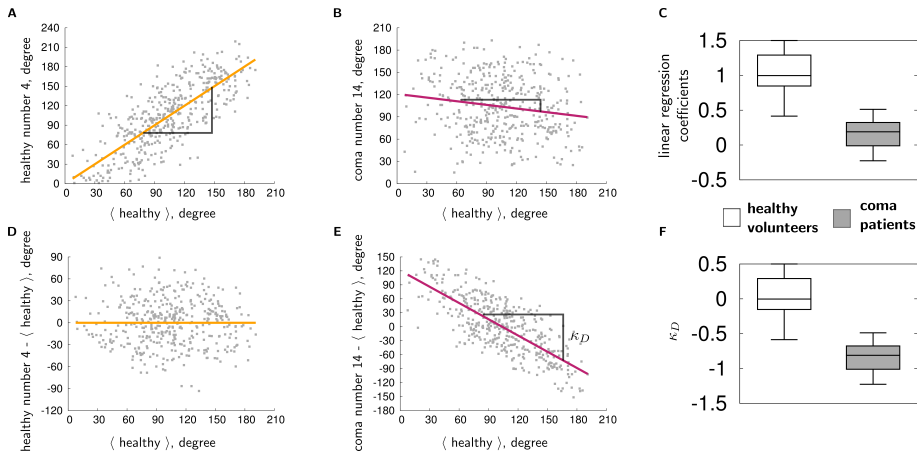 A
healthy number 4, degree
240
210
180
150
120
90
60
30
0
0 30 60 90 120 150 180 210
⟨ healthy ⟩, degree
B
coma number 14, degree
210
180
150
120
90
60
30
0
0 30 60 90 120 150 180 210
⟨ healthy ⟩, degree
C
linear regression
coefficients
1.5
1
0.5
0
-0.5
healthy
volunteers
coma
patients
D
healthy number 4 - ⟨ healthy ⟩, degree
90
60
30
0
-30
-60
-90
-120
0 30 60 90 120 150 180 210
⟨ healthy ⟩, degree
E
coma number 14 - ⟨ healthy ⟩, degree
150
120
90
60
30
0
-30
-60
-90
-120
-150
-180
κD
0 30 60 90 120 150 180 210
⟨ healthy ⟩, degree
F
κD
0.5
0
-0.5
-1
-1.5